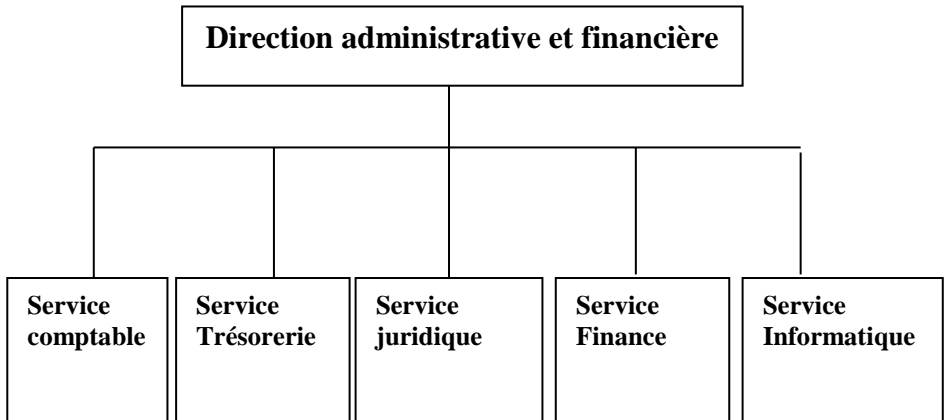 Direction administrative et financière
Service
comptable
Service
Trésorerie
Service
juridique
Service
Finance
Service
Informatique